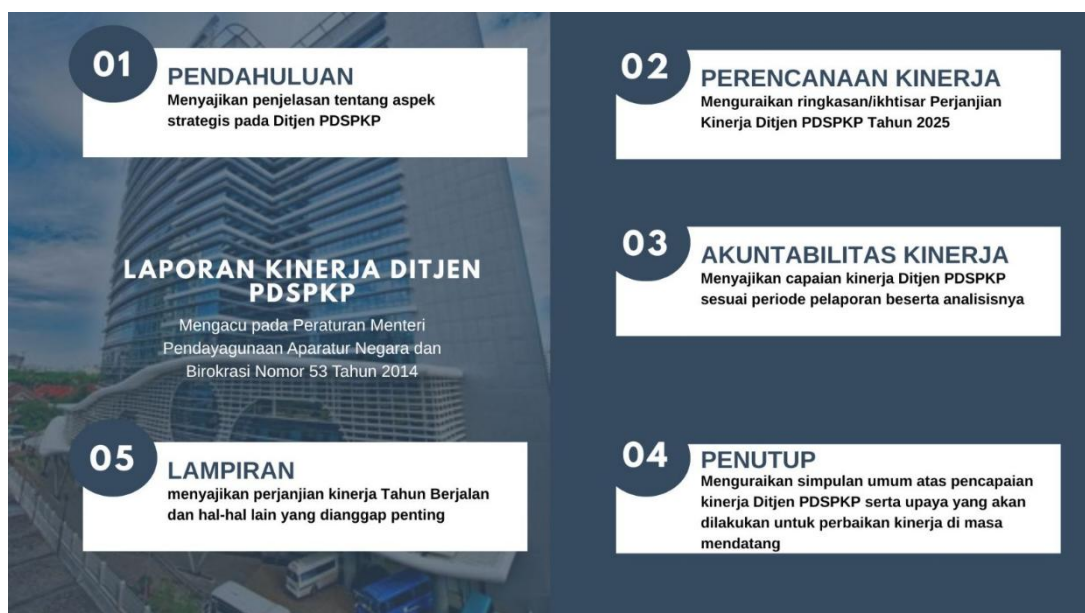 01
PENDAHULUAN
Menyajikan penjelasan tentang aspek
strategis pada Ditjen PDSPKP
02
PERENCANAAN KINERJA
Menguraikan ringkasan/ikhtisar Perjanjian
Kinerja Ditjen PDSPKP Tahun 2025
LAPORAN KINERJA DITJEN
PDSPKP
Mengacu pada Peraturan Menteri
Pendayagunaan Aparatur Negara dan
Birokrasi Nomor 53 Tahun 2014
03
AKUNTABILITAS KINERJA
Menyajikan capaian kinerja Ditjen PDSPKP
sesuai periode pelaporan beserta analisisnya
04
PENUTUP
Menguraikan simpulan umum atas pencapaian
kinerja Ditjen PDSPKP serta upaya yang akan
dilakukan untuk perbaikan kinerja di masa
mendatang
05
LAMPIRAN
menyajikan perjanjian kinerja Tahun Berjalan
dan hal-hal lain yang dianggap penting